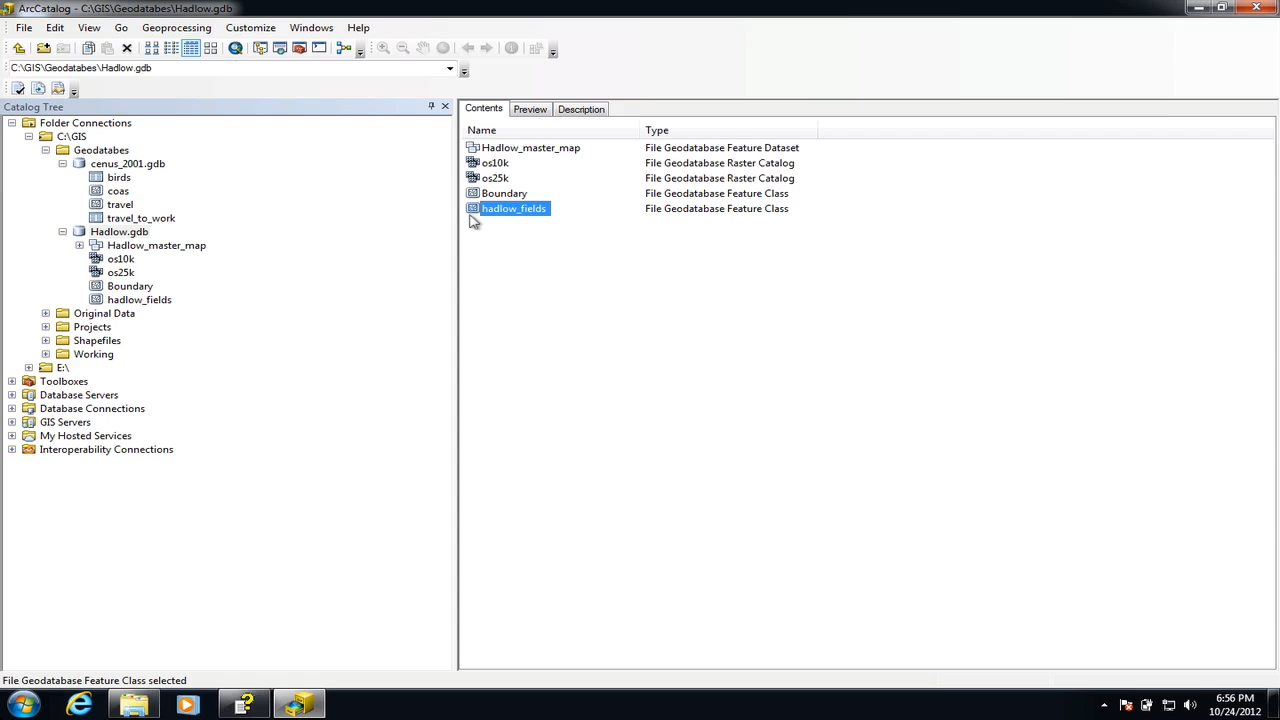 ArcCatalog - C:\GIS\Geodatabes\Hadlow.gdb
File Edit View Go Geoprocessing Customize Windows Help
C:\GIS\Geodatabes\Hadlow.gdb
Catalog Tree
Folder Connections
C:\GIS
Geodatabes
cenus_2001.gdb
birds
coas
travel
travel_to_work
Hadlow.gdb
Hadlow_master_map
os10k
os25k
Boundary
hadlow_fields
Original Data
Projects
Shapefiles
Working
E:\
Toolboxes
Database Servers
Database Connections
GIS Servers
My Hosted Services
Interoperability Connections
Contents Preview Description
Name Type
Hadlow_master_map File Geodatabase Feature Dataset
os10k File Geodatabase Raster Catalog
os25k File Geodatabase Raster Catalog
Boundary File Geodatabase Feature Class
hadlow_fields File Geodatabase Feature Class
File Geodatabase Feature Class selected
6:56 PM
10/24/2012